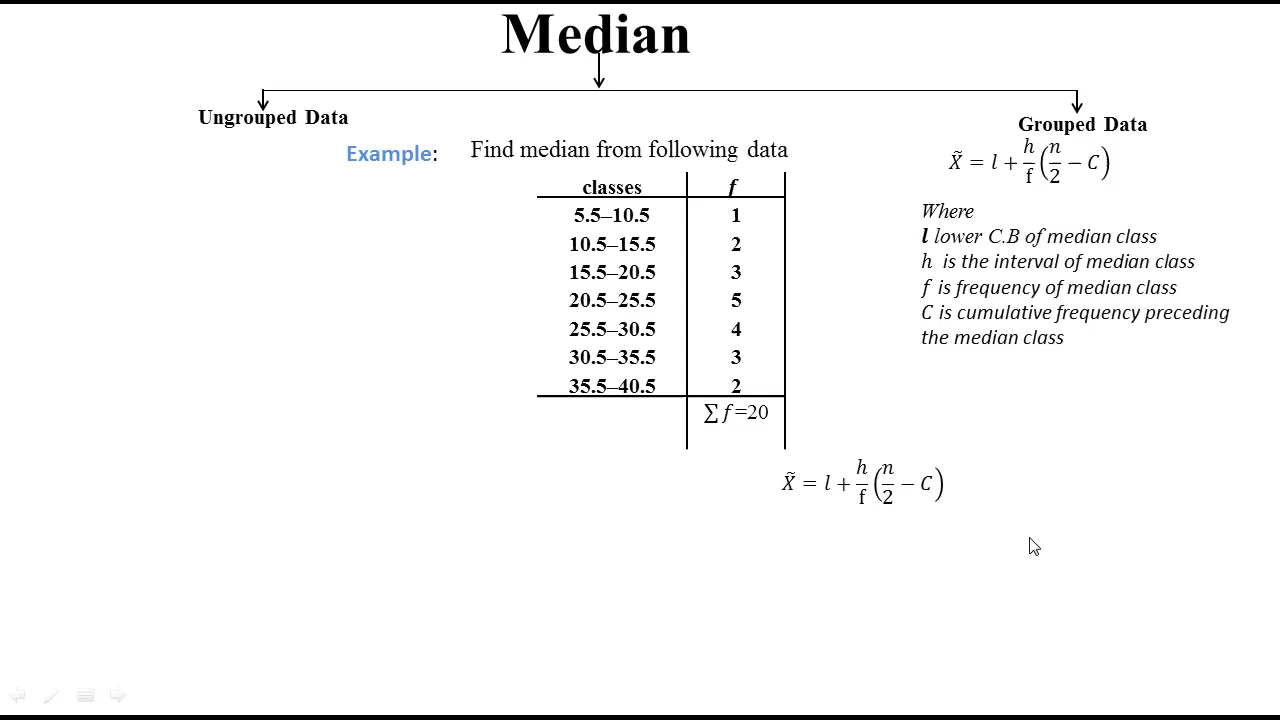 Median
Ungrouped Data
Grouped Data
Example: Find median from following data
X̃ = l + h/f (n/2 − C)
Where
l lower C.B of median class
h is the interval of median class
f is frequency of median class
C is cumulative frequency preceding
the median class
classes f
5.5–10.5 1
10.5–15.5 2
15.5–20.5 3
20.5–25.5 5
25.5–30.5 4
30.5–35.5 3
35.5–40.5 2
∑ f =20
X̃ = l + h/f (n/2 − C)